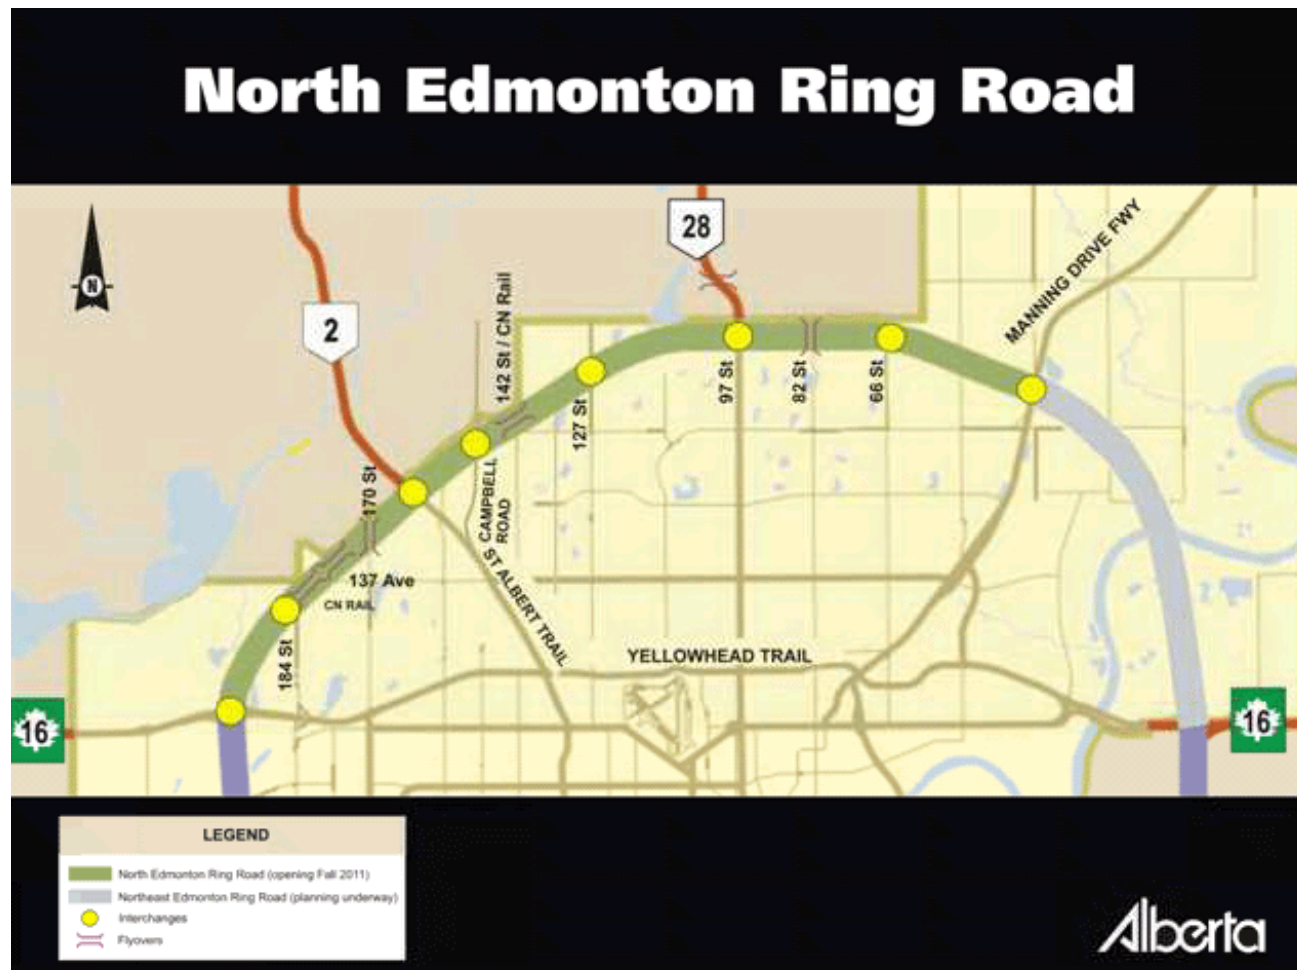 North Edmonton Ring Road
N
2
28
MANNING DRIVE FWY
142 St / CN Rail
127 St
97 St
82 St
66 St
170 St
CAMPBELL
ROAD
137 Ave
CN RAIL
ST ALBERT TRAIL
184 St
YELLOWHEAD TRAIL
16
16
LEGEND
North Edmonton Ring Road (opening Fall 2011)
Northeast Edmonton Ring Road (planning underway)
Interchanges
Flyovers
Alberta